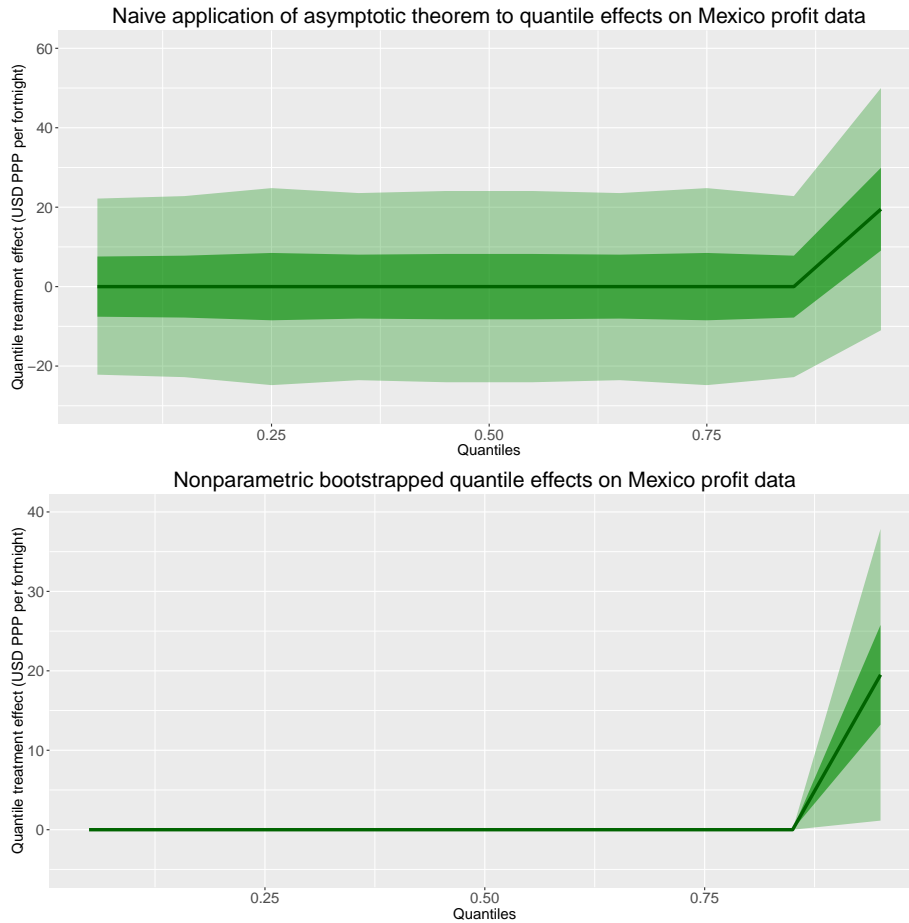 Naive application of asymptotic theorem to quantile effects on Mexico profit data
Quantile treatment effect (USD PPP per fortnight)
60
40
20
0
−20
0.25 0.50 0.75
Quantiles
Nonparametric bootstrapped quantile effects on Mexico profit data
Quantile treatment effect (USD PPP per fortnight)
40
30
20
10
0
0.25 0.50 0.75
Quantiles